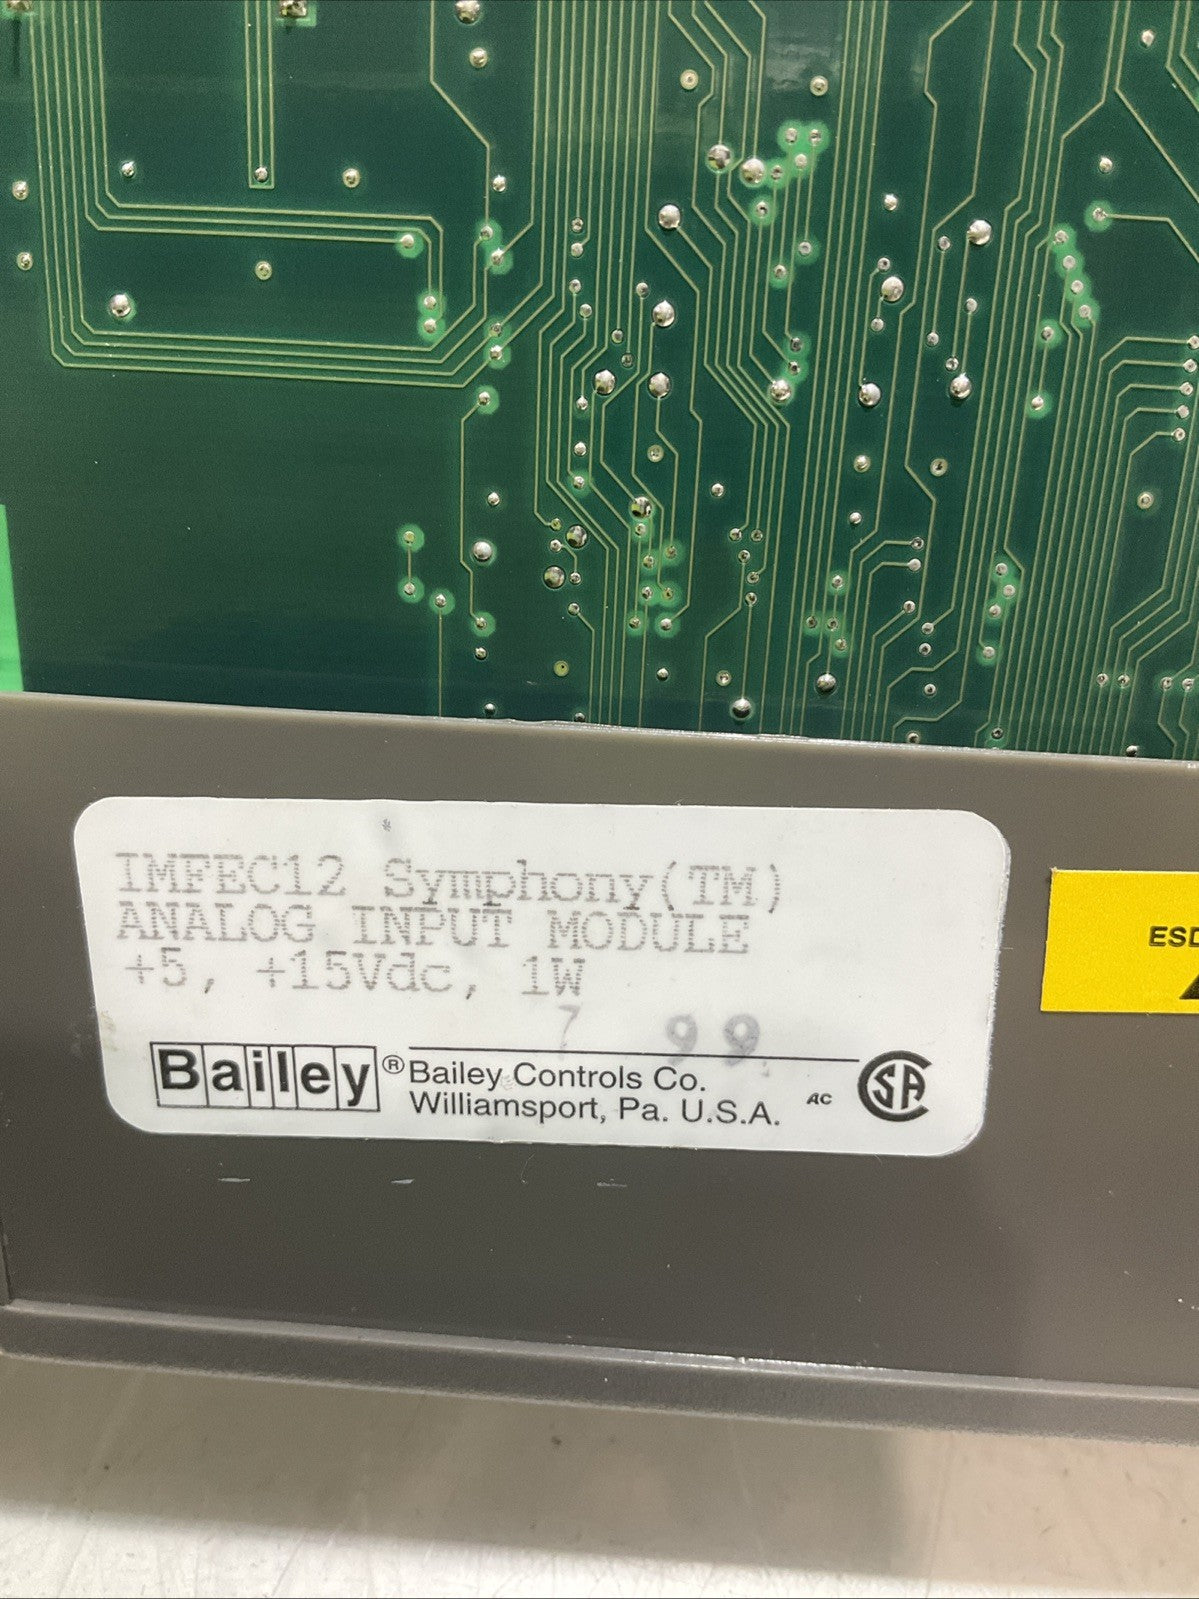 IMFEC12 Symphony(TM)
ANALOG INPUT MODULE
+5, +15Vdc, 1W
7 99
Bailey® Bailey Controls Co.
Williamsport, Pa. U.S.A. AC CSA
ESD